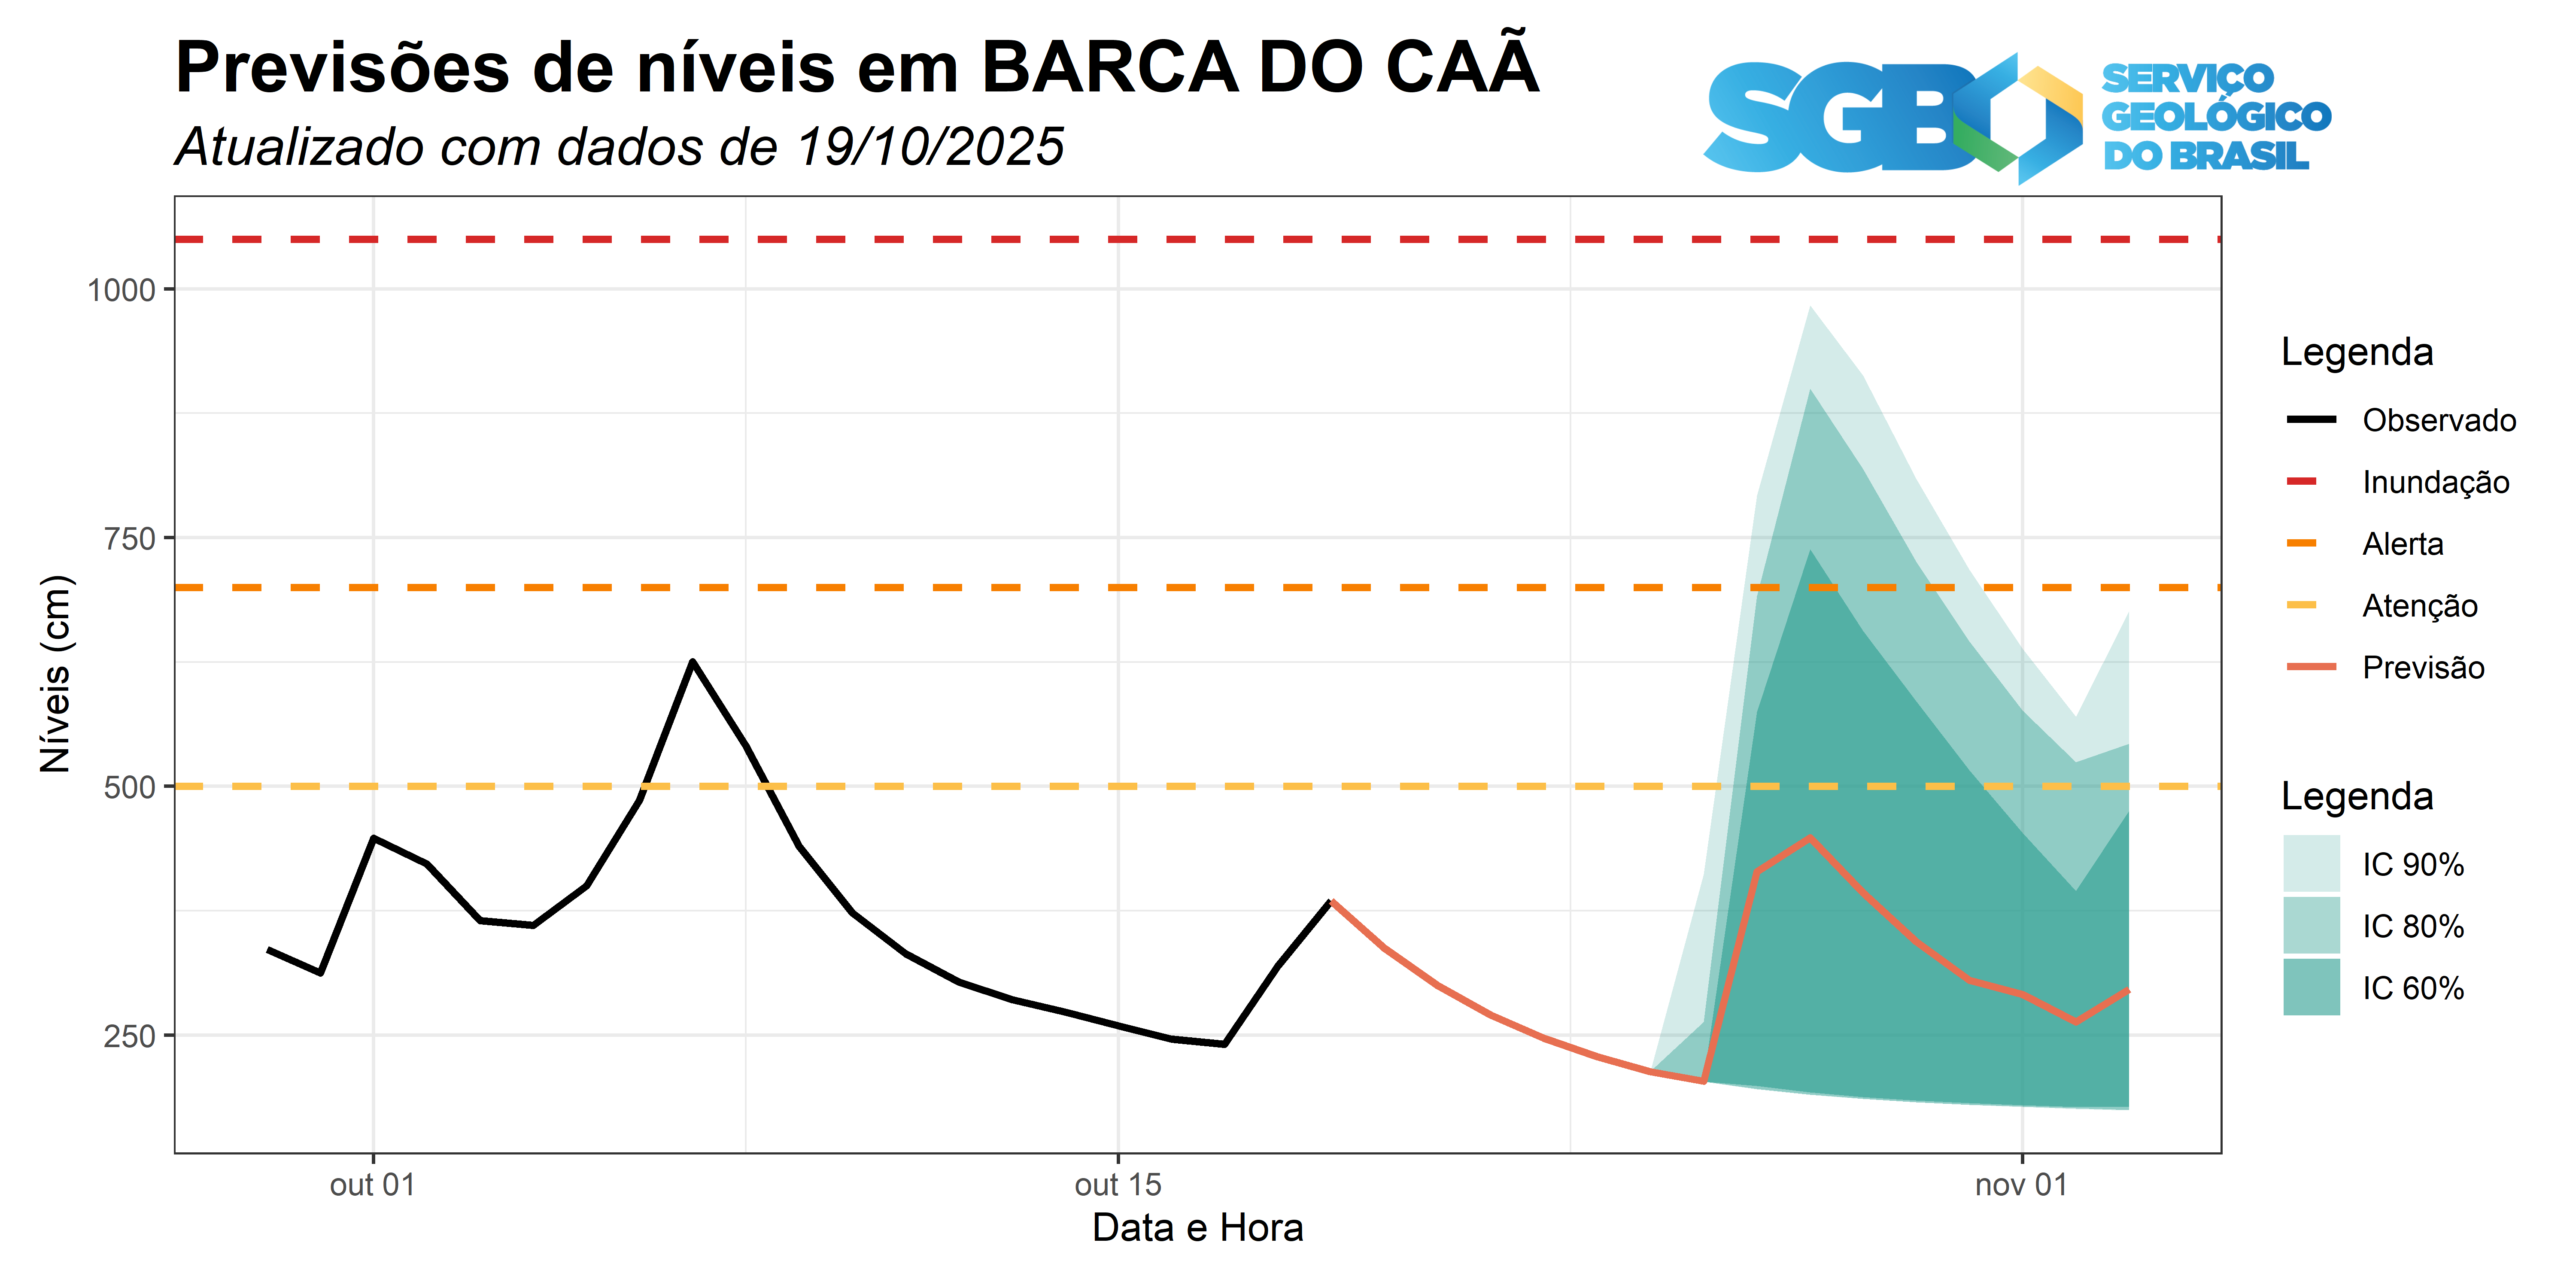 Previsões de níveis em BARCA DO CAÃ
Atualizado com dados de 19/10/2025
SGB
SERVIÇO
GEOLÓGICO
DO BRASIL
Níveis (cm)
1000
750
500
250
out 01
out 15
nov 01
Data e Hora
Legenda
Observado
Inundação
Alerta
Atenção
Previsão
Legenda
IC 90%
IC 80%
IC 60%